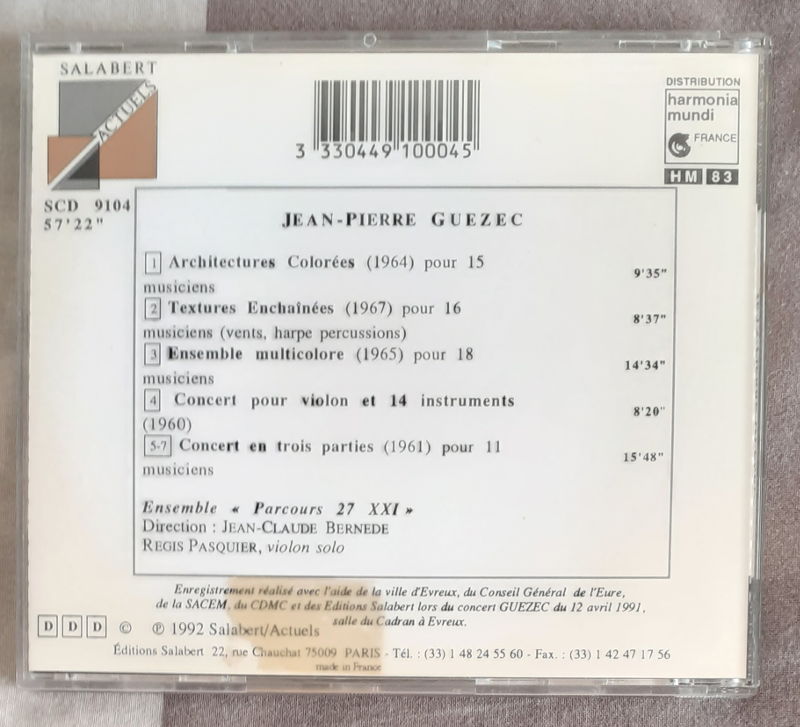 SALABERT
ACTUELS
DISTRIBUTION
harmonia
mundi
FRANCE
HM 83
3 330449 100045
SCD 9104
57'22"
JEAN-PIERRE GUEZEC
1 Architectures Colorées (1964) pour 15
musiciens
9'35"
2 Textures Enchaînées (1967) pour 16
musiciens (vents, harpe percussions)
8'37"
3 Ensemble multicolore (1965) pour 18
musiciens
14'34"
4 Concert pour violon et 14 instruments
(1960)
8'20"
5-7 Concert en trois parties (1961) pour 11
musiciens
15'48"
Ensemble « Parcours 27 XXI »
Direction : JEAN-CLAUDE BERNEDE
REGIS PASQUIER, violon solo
Enregistrement réalisé avec l'aide de la ville d'Evreux, du Conseil Général de l'Eure,
de la SACEM, du CDMC et des Editions Salabert lors du concert GUEZEC du 12 avril 1991,
salle du Cadran à Evreux.
D D D © ℗ 1992 Salabert/Actuels
Éditions Salabert 22, rue Chauchat 75009 PARIS - Tél. : (33) 1 48 24 55 60 - Fax. : (33) 1 42 47 17 56
made in France